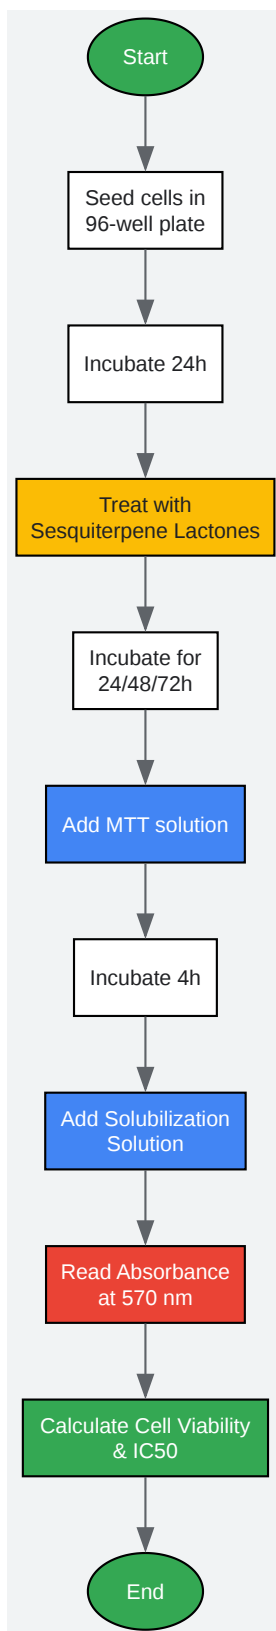 Start
Seed cells in
96-well plate
Incubate 24h
Treat with
Sesquiterpene Lactones
Incubate for
24/48/72h
Add MTT solution
Incubate 4h
Add Solubilization
Solution
Read Absorbance
at 570 nm
Calculate Cell Viability
& IC50
End